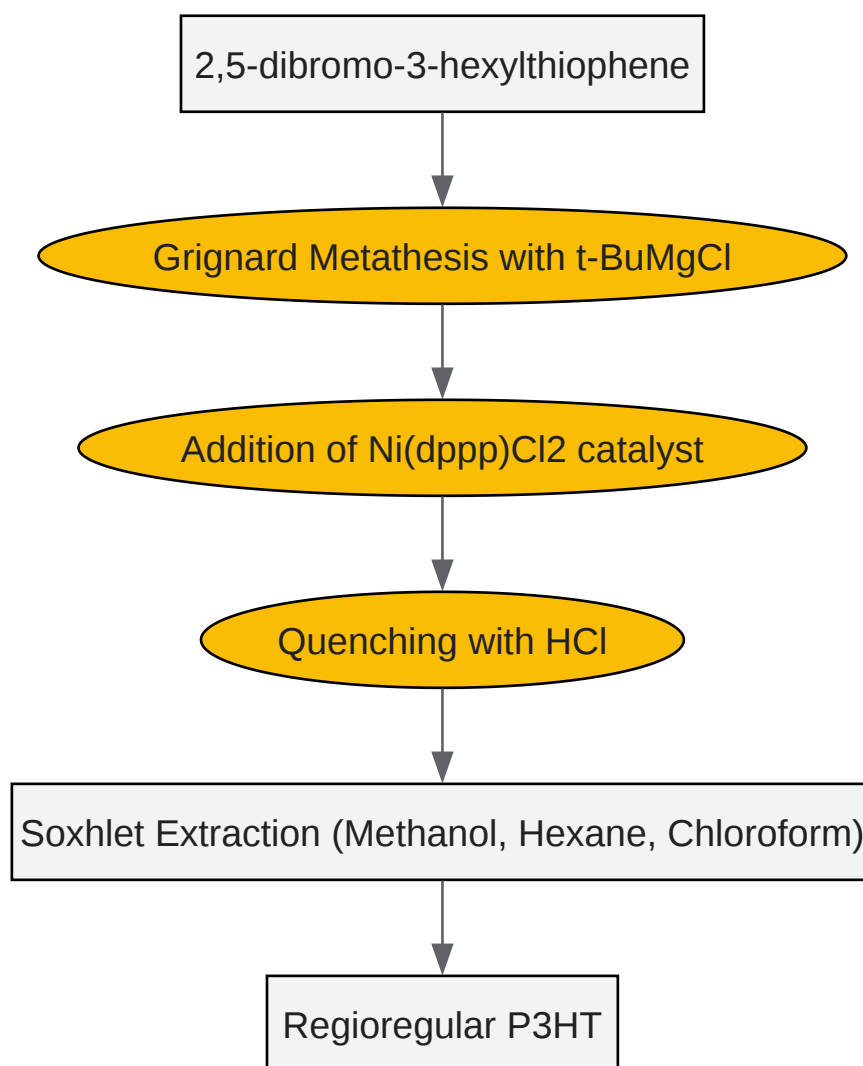 2,5-dibromo-3-hexylthiophene
Grignard Metathesis with t-BuMgCl
Addition of Ni(dppp)Cl2 catalyst
Quenching with HCl
Soxhlet Extraction (Methanol, Hexane, Chloroform)
Regioregular P3HT